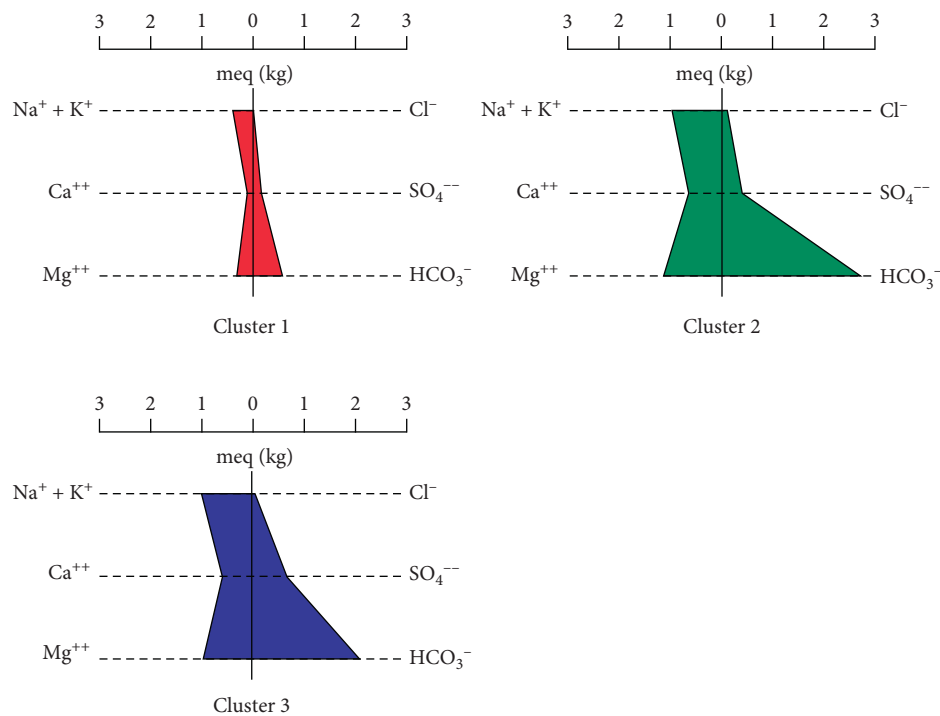 3 2 1 0 1 2 3
meq (kg)
Na⁺ + K⁺ Cl⁻
Ca⁺⁺ SO₄⁻⁻
Mg⁺⁺ HCO₃⁻
Cluster 1
3 2 1 0 1 2 3
meq (kg)
Na⁺ + K⁺ Cl⁻
Ca⁺⁺ SO₄⁻⁻
Mg⁺⁺ HCO₃⁻
Cluster 2
3 2 1 0 1 2 3
meq (kg)
Na⁺ + K⁺ Cl⁻
Ca⁺⁺ SO₄⁻⁻
Mg⁺⁺ HCO₃⁻
Cluster 3